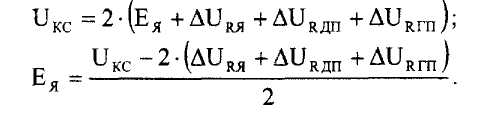 U_КС = 2 · (E_Я + ΔU_RЯ + ΔU_RДП + ΔU_RГП);
E_Я = (U_КС − 2 · (ΔU_RЯ + ΔU_RДП + ΔU_RГП)) / 2.